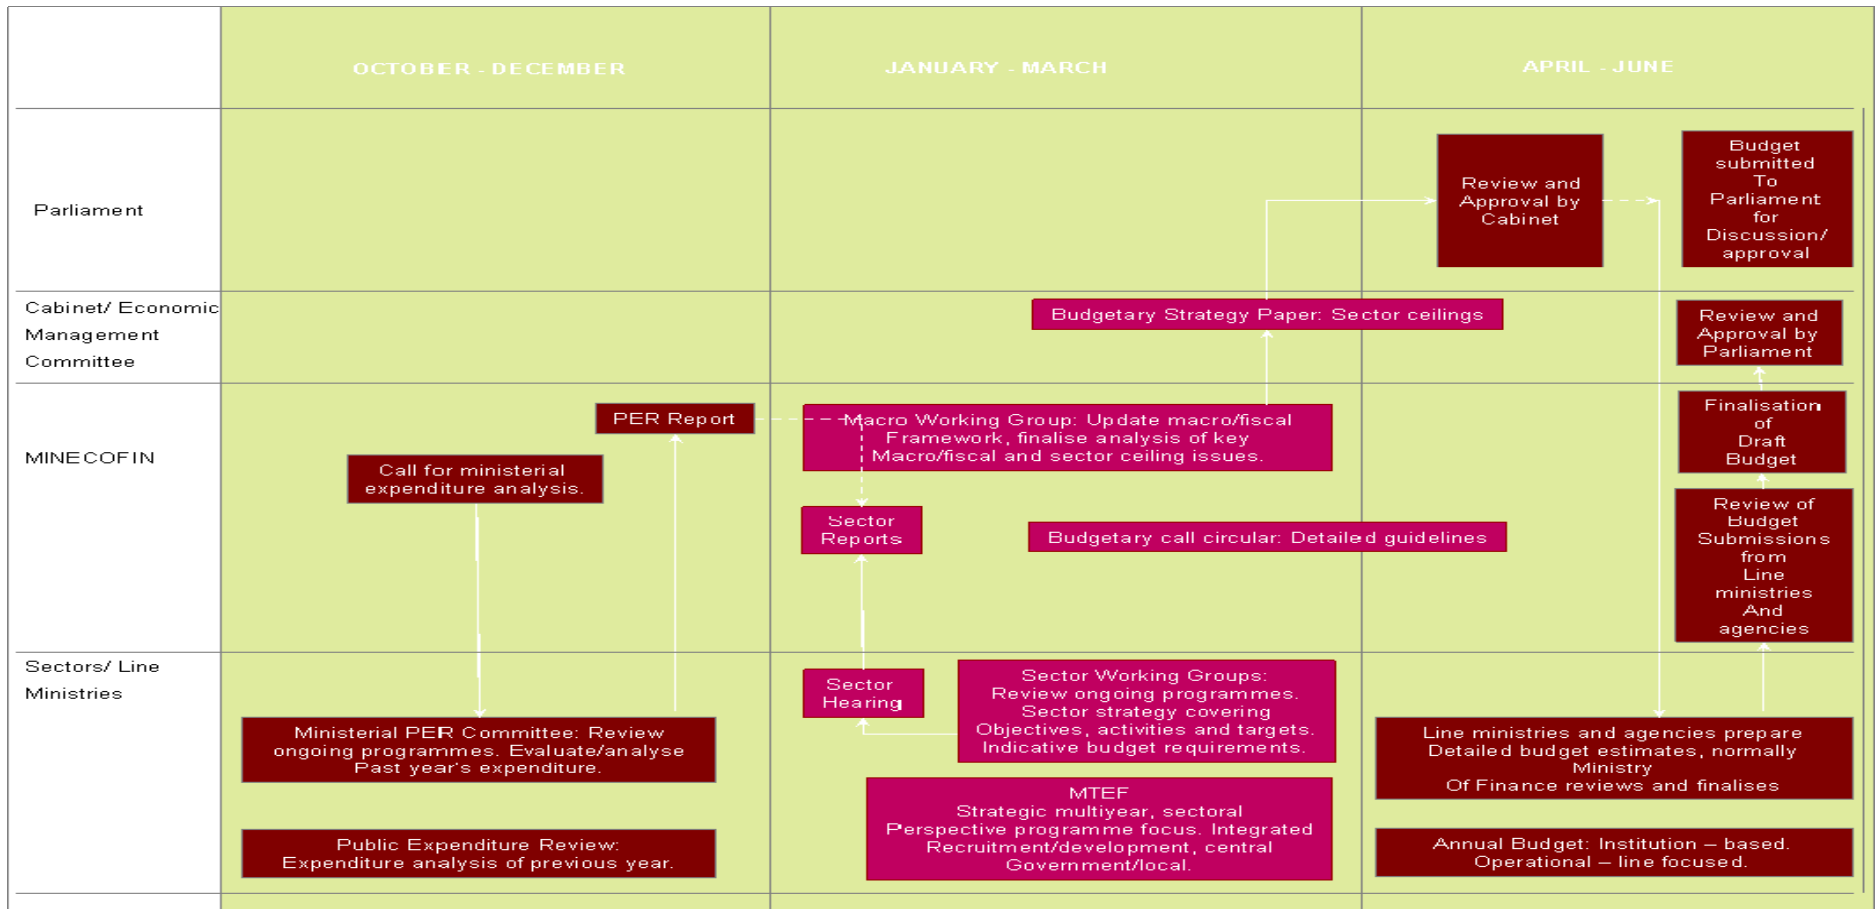 OCTOBER - DECEMBER
JANUARY - MARCH
APRIL - JUNE
Parliament
Review and
Approval by
Cabinet
Budget
submitted
To
Parliament
for
Discussion/
approval
Cabinet/ Economic
Management
Committee
Budgetary Strategy Paper: Sector ceilings
Review and
Approval by
Parliament
MINECOFIN
PER Report
Call for ministerial
expenditure analysis.
Macro Working Group: Update macro/fiscal
Framework, finalise analysis of key
Macro/fiscal and sector ceiling issues.
Sector
Reports
Budgetary call circular: Detailed guidelines
Finalisation
of
Draft
Budget
Review of
Budget
Submissions
from
Line
ministries
And
agencies
Sectors/ Line
Ministries
Ministerial PER Committee: Review
ongoing programmes. Evaluate/analyse
Past year's expenditure.
Public Expenditure Review:
Expenditure analysis of previous year.
Sector
Hearing
Sector Working Groups:
Review ongoing programmes.
Sector strategy covering
Objectives, activities and targets.
Indicative budget requirements.
MTEF
Strategic multiyear, sectoral
Perspective programme focus. Integrated
Recruitment/development, central
Government/local.
Line ministries and agencies prepare
Detailed budget estimates, normally
Ministry
Of Finance reviews and finalises
Annual Budget: Institution – based.
Operational – line focused.